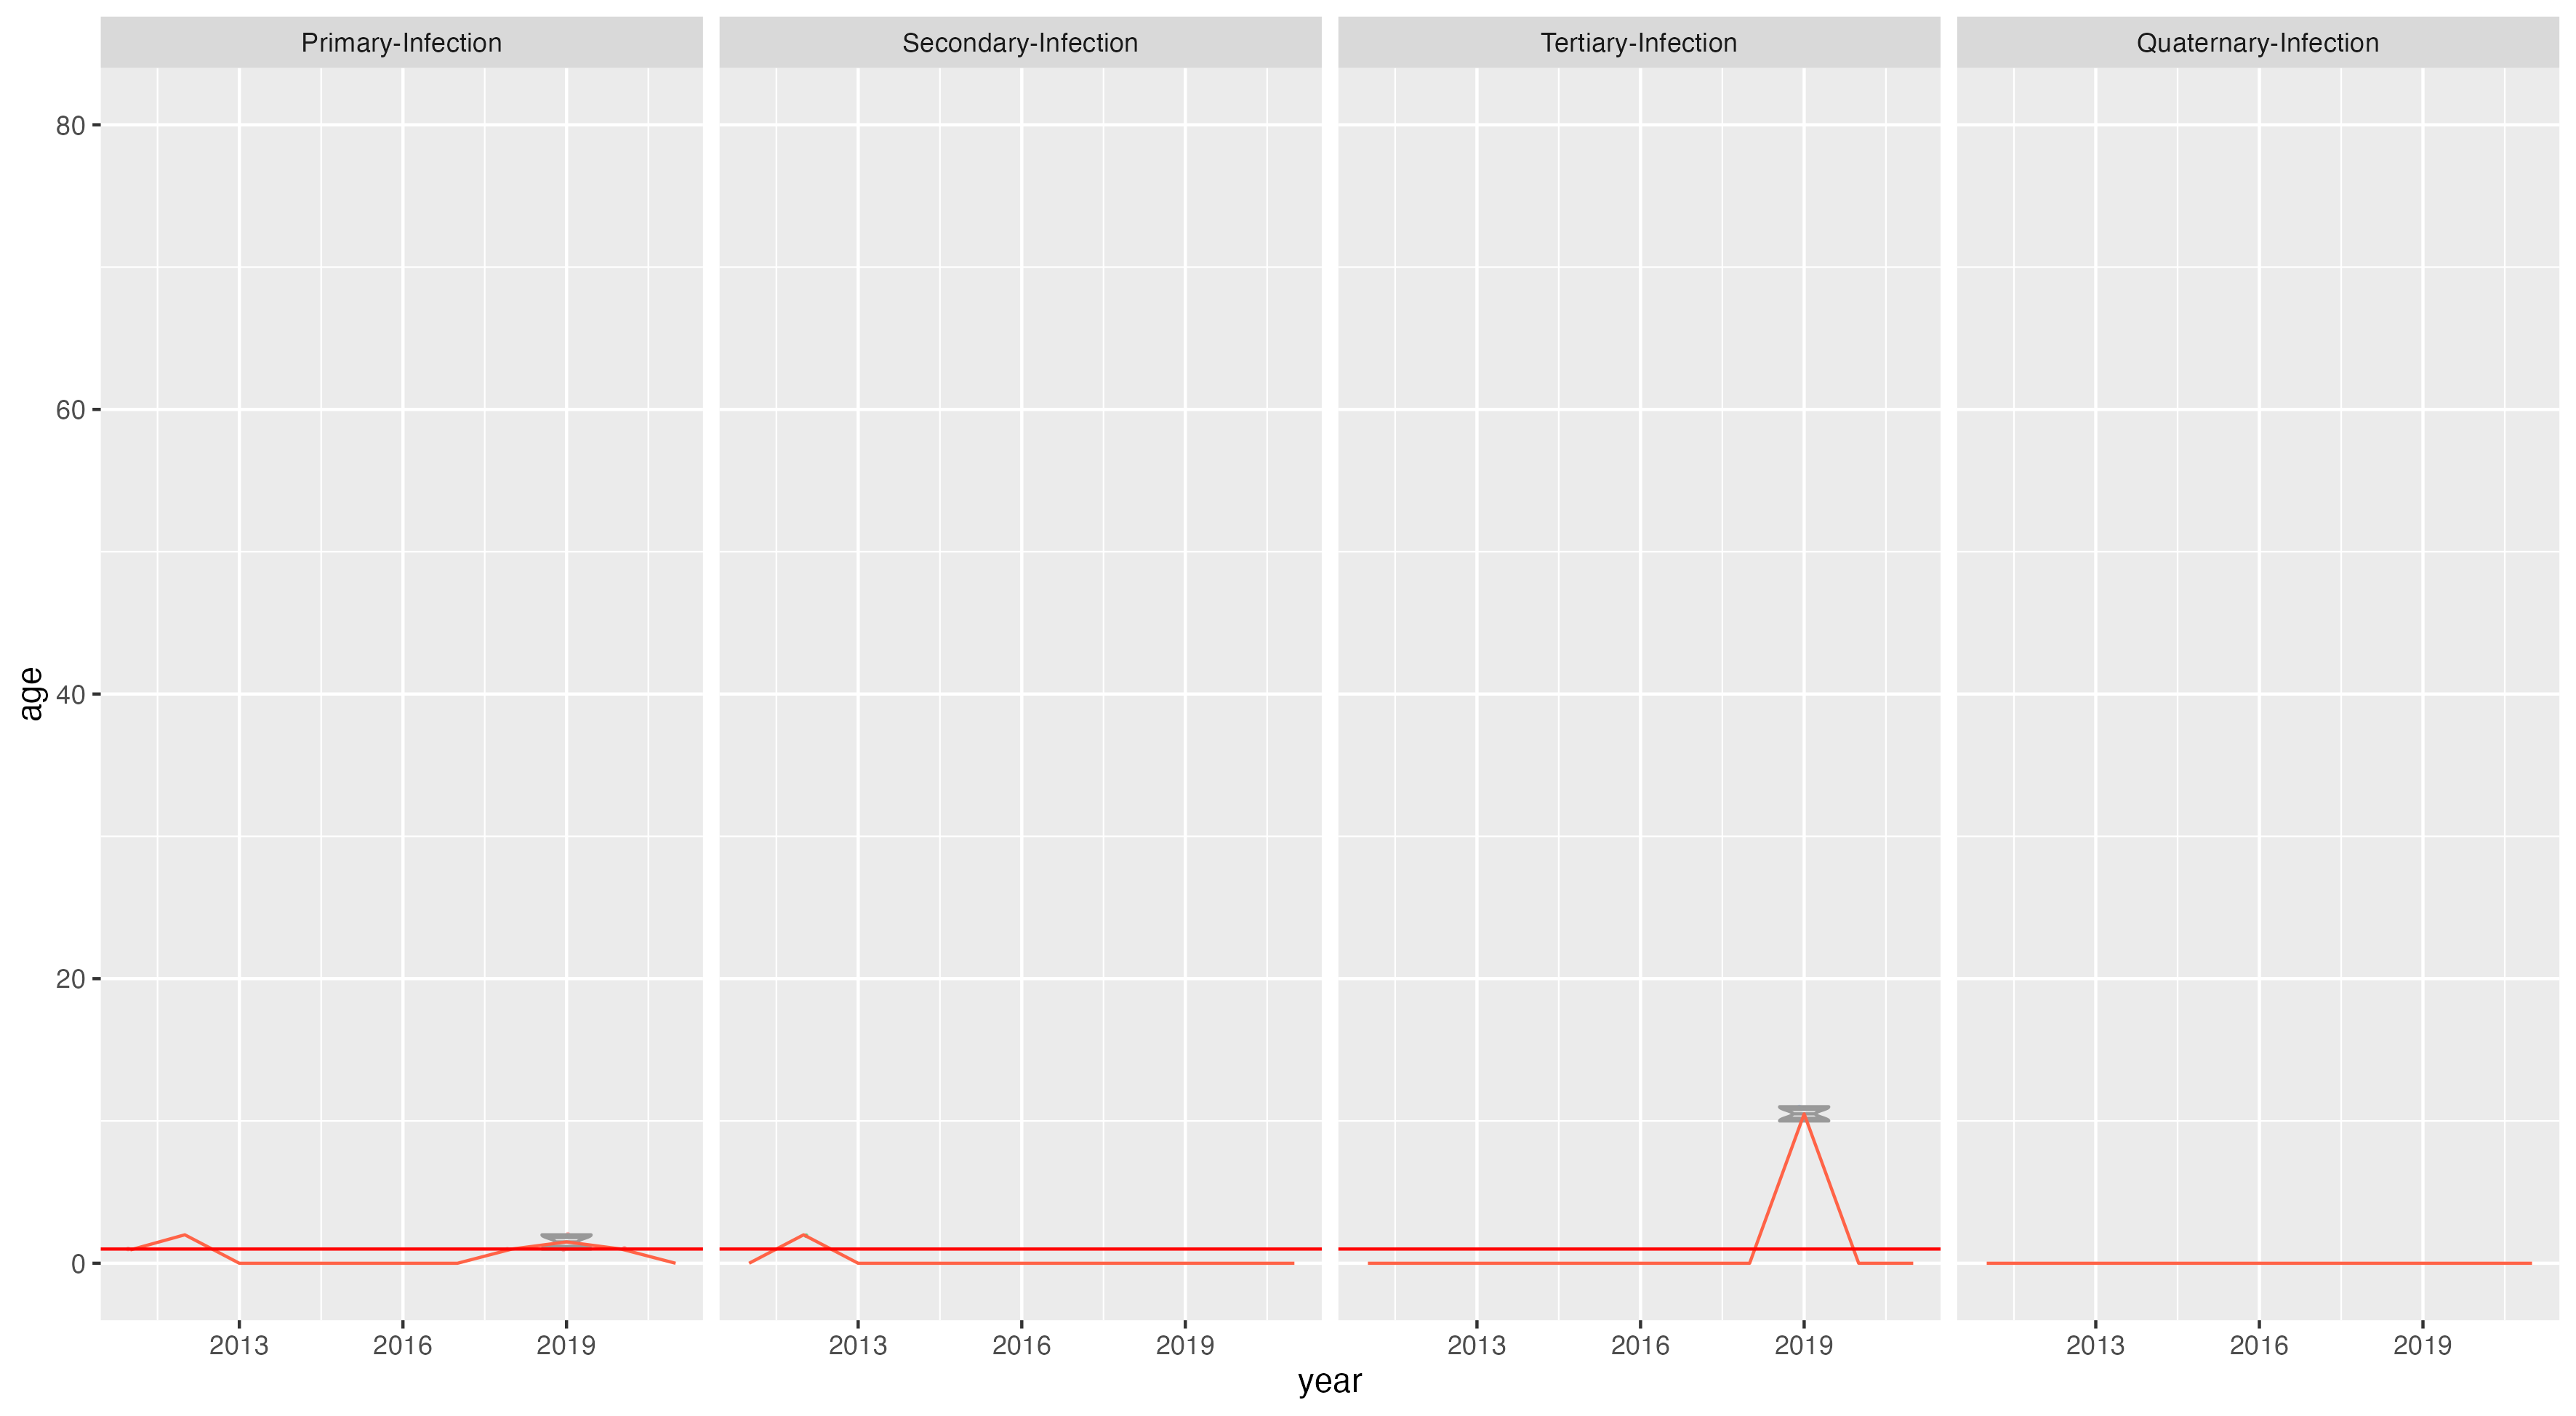 Primary-Infection
Secondary-Infection
Tertiary-Infection
Quaternary-Infection
80
60
40
20
0
age
2013 2016 2019
2013 2016 2019
2013 2016 2019
2013 2016 2019
year